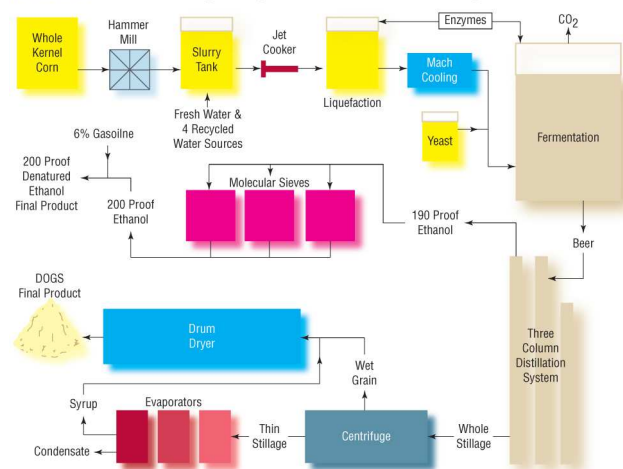 Whole
Kernel
Corn
Hammer
Mill
Slurry
Tank
Jet
Cooker
Liquefaction
Enzymes
Mach
Cooling
CO2
Fermentation
Yeast
Fresh Water &
4 Recycled
Water Sources
6% Gasoilne
200 Proof
Denatured
Ethanol
Final Product
200 Proof
Ethanol
Molecular Sieves
190 Proof
Ethanol
Beer
Three
Column
Distillation
System
DOGS
Final Product
Drum
Dryer
Wet
Grain
Syrup
Evaporators
Condensate
Thin
Stillage
Centrifuge
Whole
Stillage